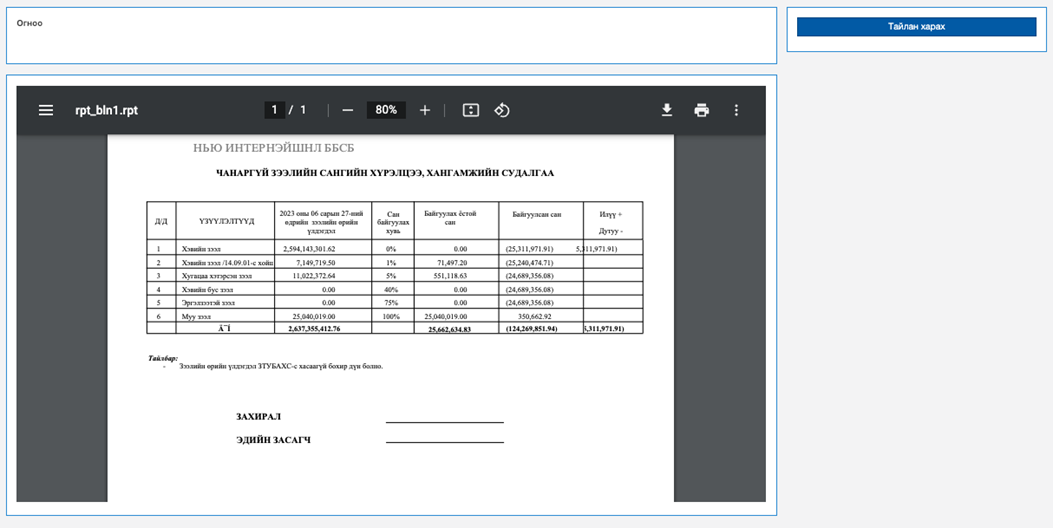 Огноо
Тайлан харах
rpt_bln1.rpt
1 / 1
80%
НЬЮ ИНТЕРНЭЙШНЛ ББСБ
ЧАНАРГҮЙ ЗЭЭЛИЙН САНГИЙН ХҮРЭЛЦЭЭ, ХАНГАМЖИЙН СУДАЛГАА
Д/Д ҮЗҮҮЛЭЛТҮҮД 2023 оны 06 сарын 27-ний өдрийн зээлийн өрийн үлдэгдэл Сан байгуулах хувь Байгуулах ёстой сан Байгуулсан сан Илүү + Дутуу -
1 Хэвийн зээл 2,594,143,301.62 0% 0.00 (25,311,971.91) 5,311,971.91)
2 Хэвийн зээл /14.09.01-с хойш 7,149,719.50 1% 71,497.20 (25,240,474.71)
3 Хугацаа хэтэрсэн зээл 11,022,372.64 5% 551,118.63 (24,689,356.08)
4 Хэвийн бус зээл 0.00 40% 0.00 (24,689,356.08)
5 Эргэлзээтэй зээл 0.00 75% 0.00 (24,689,356.08)
6 Муу зээл 25,040,019.00 100% 25,040,019.00 350,662.92
Ä¯Í 2,637,355,412.76 25,662,634.83 (124,269,851.94) 5,311,971.91)
Тайлбар:
- Зээлийн өрийн үлдэгдэл ЗТУБАХС-с хасаагүй бохир дүн болно.
ЗАХИРАЛ
ЭДИЙН ЗАСАГЧ